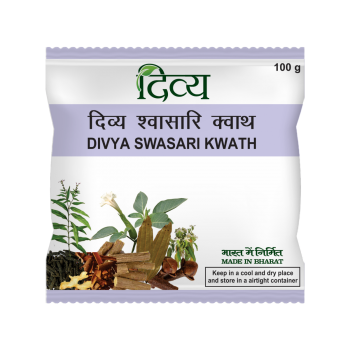 दिव्य
100 g
दिव्य श्वासारि क्वाथ
DIVYA SWASARI KWATH
भारत में निर्मित
MADE IN BHARAT
Keep in a cool and dry place
and store in a airtight container